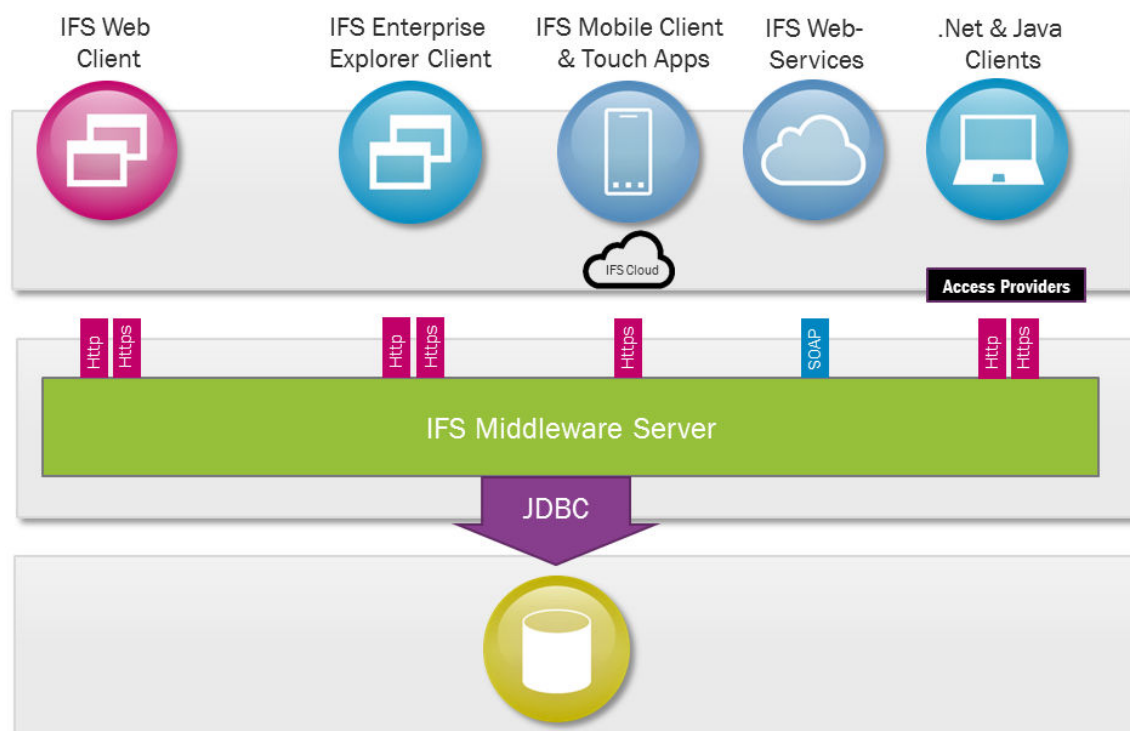 IFS Web
Client
IFS Enterprise
Explorer Client
IFS Mobile Client
& Touch Apps
IFS Web-
Services
.Net & Java
Clients
IFS Cloud
Access Providers
Http
Https
Http
Https
Https
SOAP
Http
Https
IFS Middleware Server
JDBC